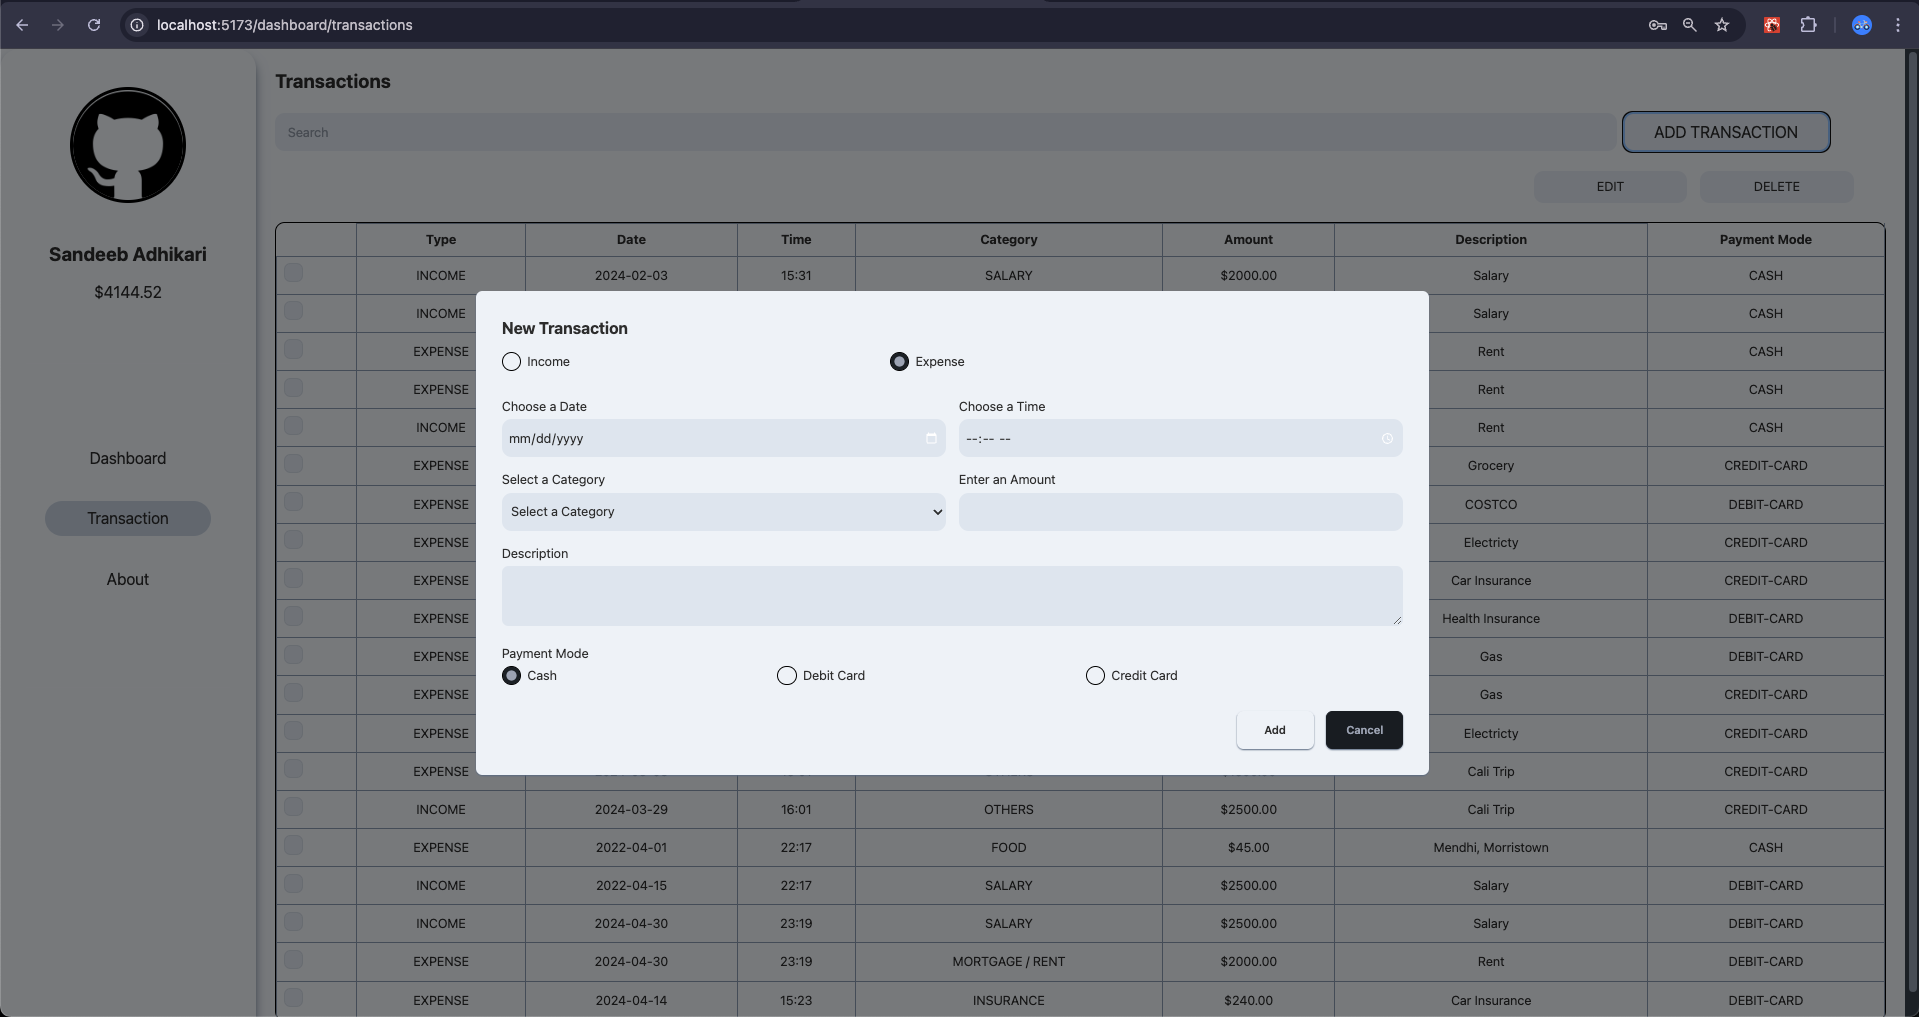 localhost:5173/dashboard/transactions
Sandeeb Adhikari
$4144.52
Dashboard
Transaction
About
Transactions
Search
ADD TRANSACTION
EDIT
DELETE
Type Date Time Category Amount Description Payment Mode
INCOME 2024-02-03 15:31 SALARY $2000.00 Salary CASH
INCOME Salary CASH
EXPENSE Rent CASH
EXPENSE Rent CASH
INCOME Rent CASH
EXPENSE Grocery CREDIT-CARD
EXPENSE COSTCO DEBIT-CARD
EXPENSE Electricty CREDIT-CARD
EXPENSE Car Insurance CREDIT-CARD
EXPENSE Health Insurance DEBIT-CARD
EXPENSE Gas DEBIT-CARD
EXPENSE Gas CREDIT-CARD
EXPENSE Electricty CREDIT-CARD
EXPENSE Cali Trip CREDIT-CARD
INCOME 2024-03-29 16:01 OTHERS $2500.00 Cali Trip CREDIT-CARD
EXPENSE 2022-04-01 22:17 FOOD $45.00 Mendhi, Morristown CASH
INCOME 2022-04-15 22:17 SALARY $2500.00 Salary DEBIT-CARD
INCOME 2024-04-30 23:19 SALARY $2500.00 Salary DEBIT-CARD
EXPENSE 2024-04-30 23:19 MORTGAGE / RENT $2000.00 Rent DEBIT-CARD
EXPENSE 2024-04-14 15:23 INSURANCE $240.00 Car Insurance DEBIT-CARD
New Transaction
Income Expense
Choose a Date Choose a Time
mm/dd/yyyy --:-- --
Select a Category Enter an Amount
Select a Category
Description
Payment Mode
Cash Debit Card Credit Card
Add Cancel